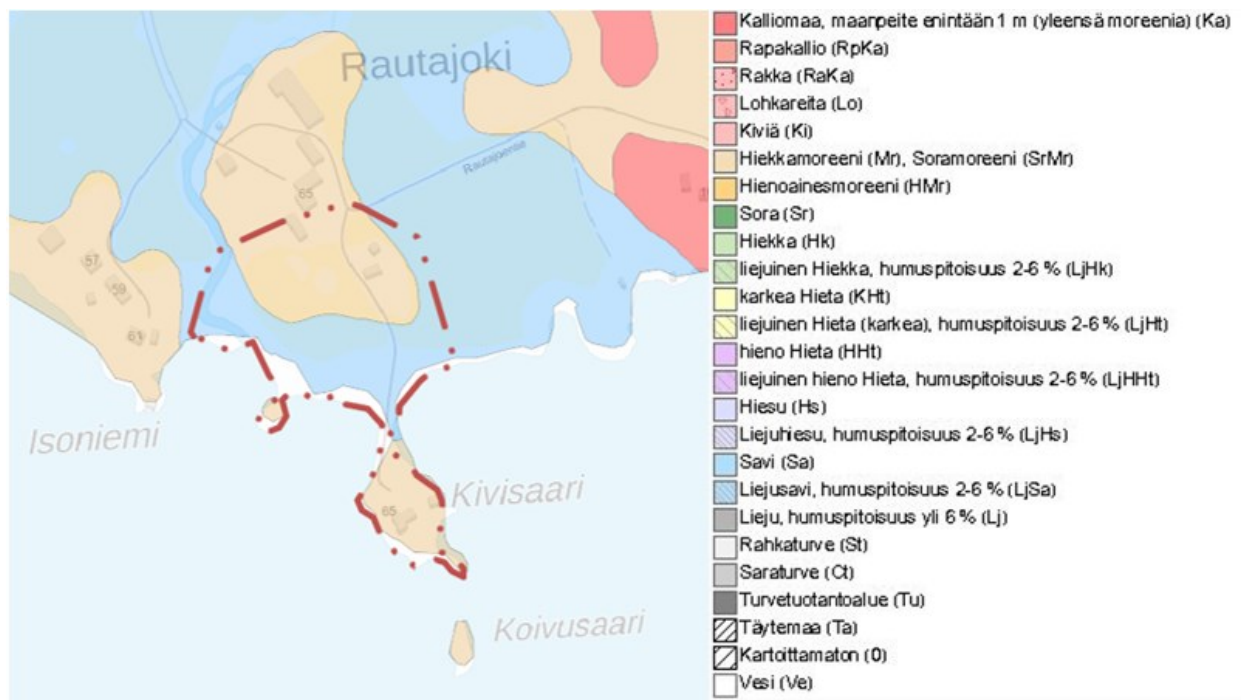 Rautajoki
Rautajoentie
65
57
59
61
Isoniemi
Kivisaari
65
Koivusaari
Kalliomaa, maanpeite enintään 1 m (yleensä moreenia) (Ka)
Rapakallio (RpKa)
Rakka (RaKa)
Lohkareita (Lo)
Kiviä (Ki)
Hiekkamoreeni (Mr), Soramoreeni (SrMr)
Hienoainesmoreeni (HMr)
Sora (Sr)
Hiekka (Hk)
liejuinen Hiekka, humuspitoisuus 2-6 % (LjHk)
karkea Hieta (KHt)
liejuinen Hieta (karkea), humuspitoisuus 2-6 % (LjHt)
hieno Hieta (HHt)
liejuinen hieno Hieta, humuspitoisuus 2-6 % (LjHHt)
Hiesu (Hs)
Liejuhiesu, humuspitoisuus 2-6 % (LjHs)
Savi (Sa)
Liejusavi, humuspitoisuus 2-6 % (LjSa)
Lieju, humuspitoisuus yli 6 % (Lj)
Rahkaturve (St)
Saraturve (Ct)
Turvetuotantoalue (Tu)
Täytemaa (Ta)
Kartoittamaton (0)
Vesi (Ve)